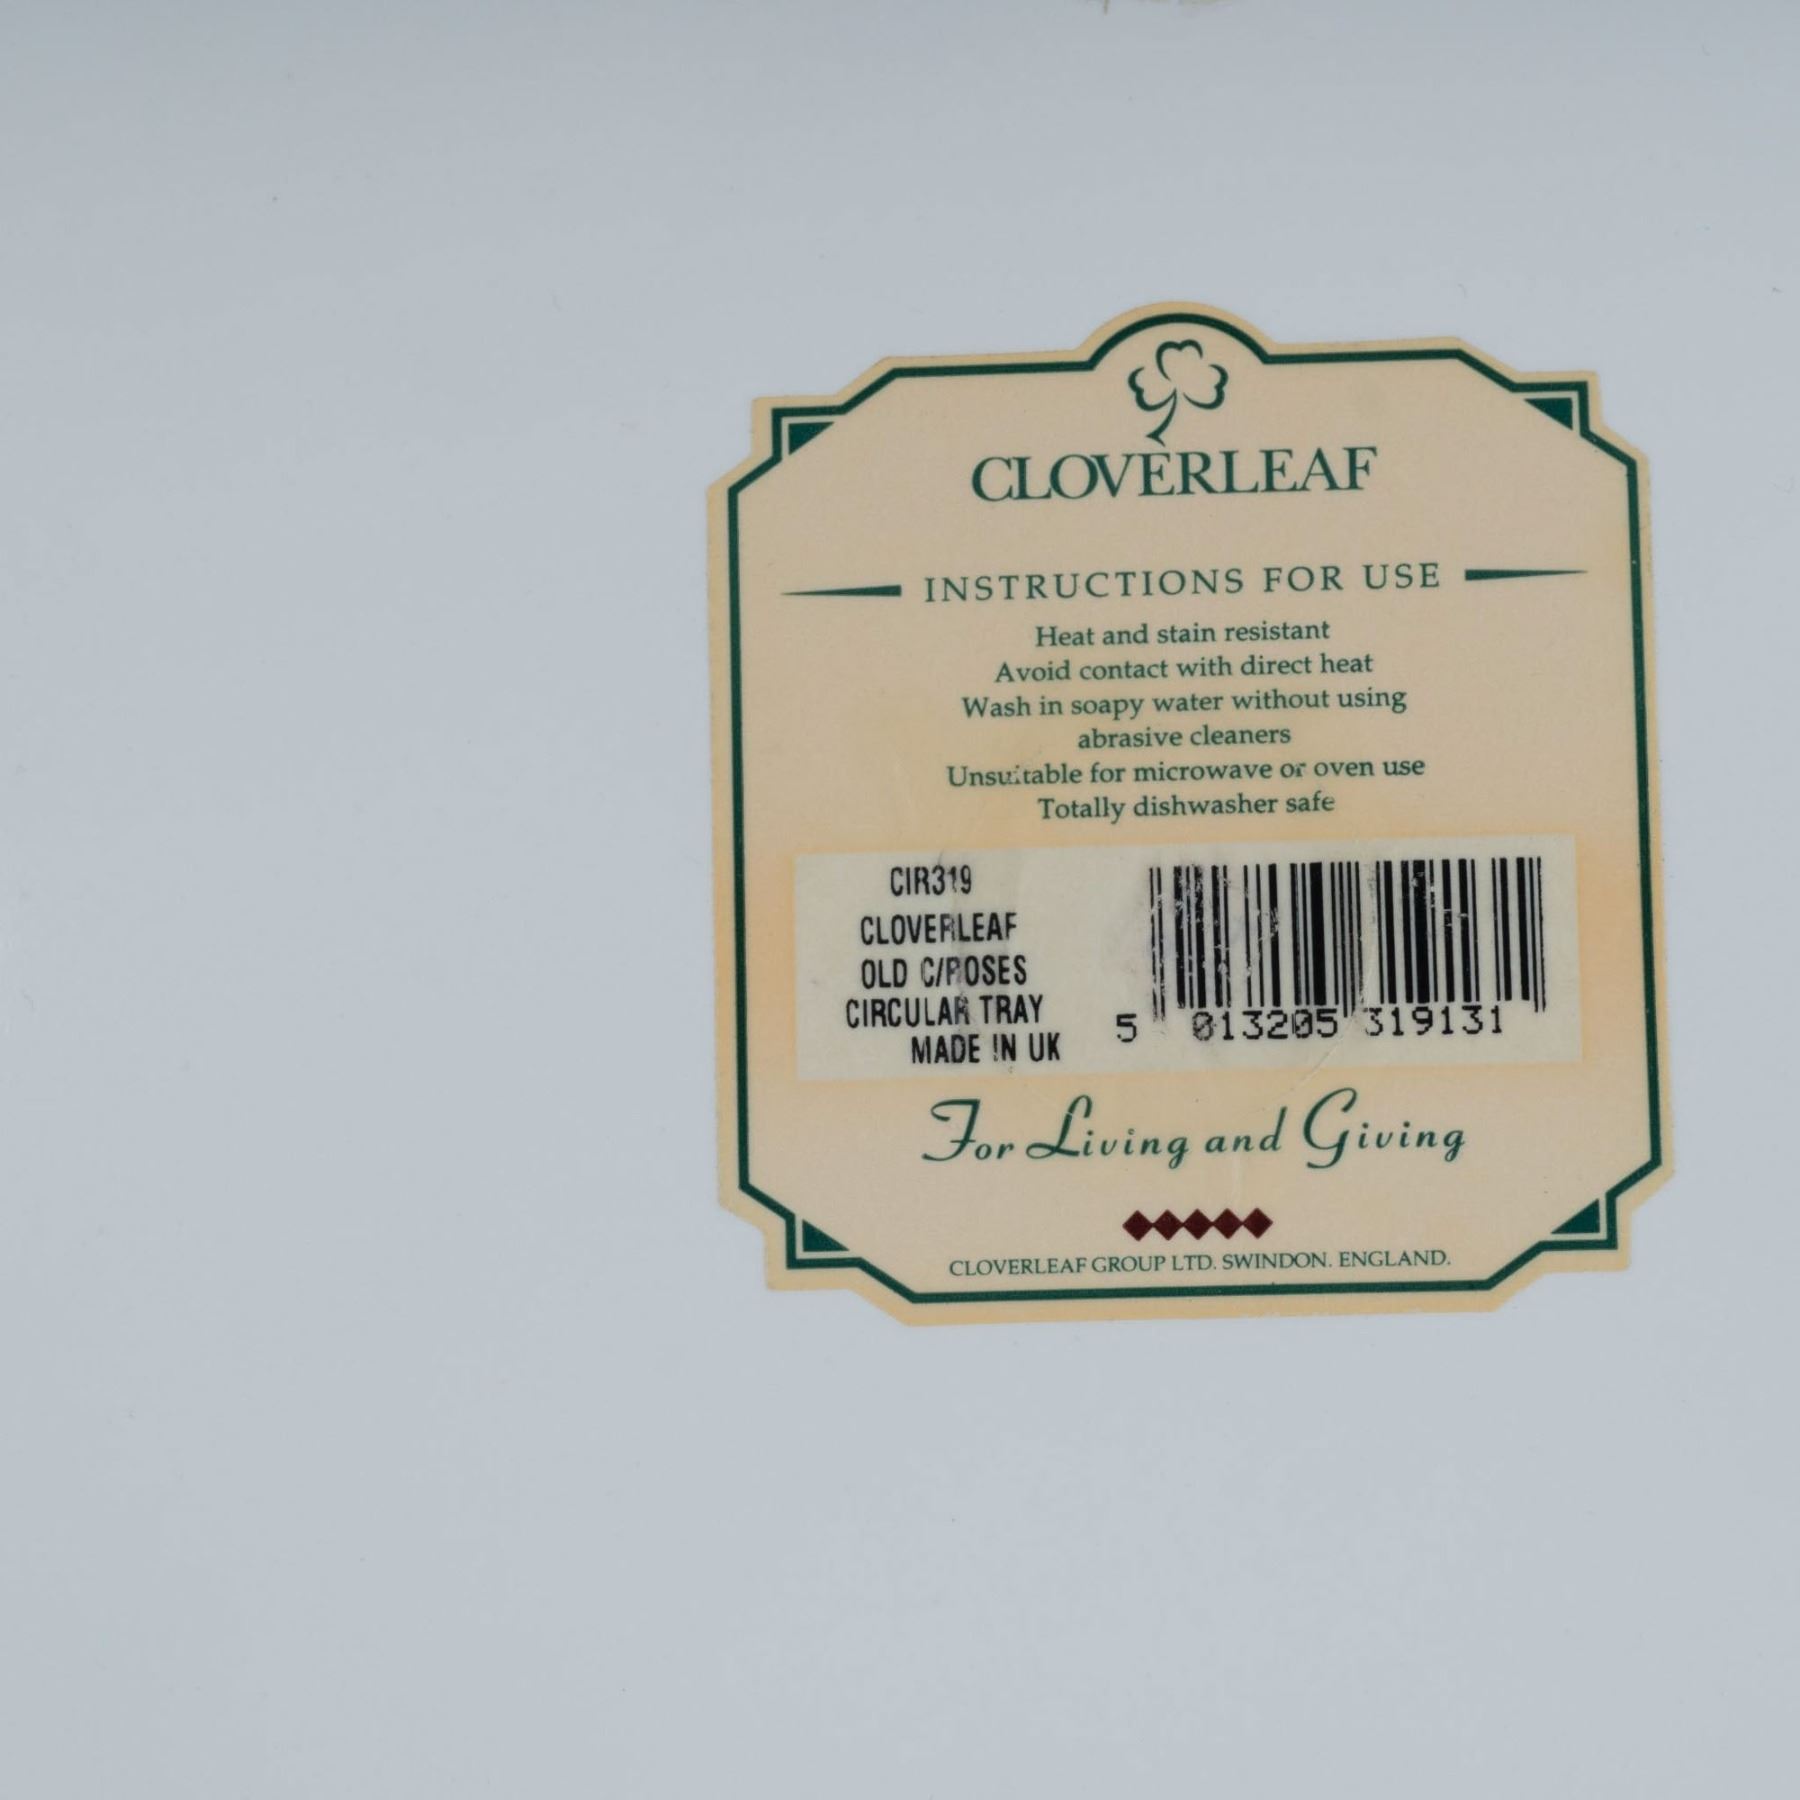 CLOVERLEAF
INSTRUCTIONS FOR USE
Heat and stain resistant
Avoid contact with direct heat
Wash in soapy water without using
abrasive cleaners
Unsuitable for microwave or oven use
Totally dishwasher safe
CIR319
CLOVERLEAF
OLD C/ROSES
CIRCULAR TRAY
MADE IN UK
5 013205 319131
For Living and Giving
CLOVERLEAF GROUP LTD. SWINDON. ENGLAND.